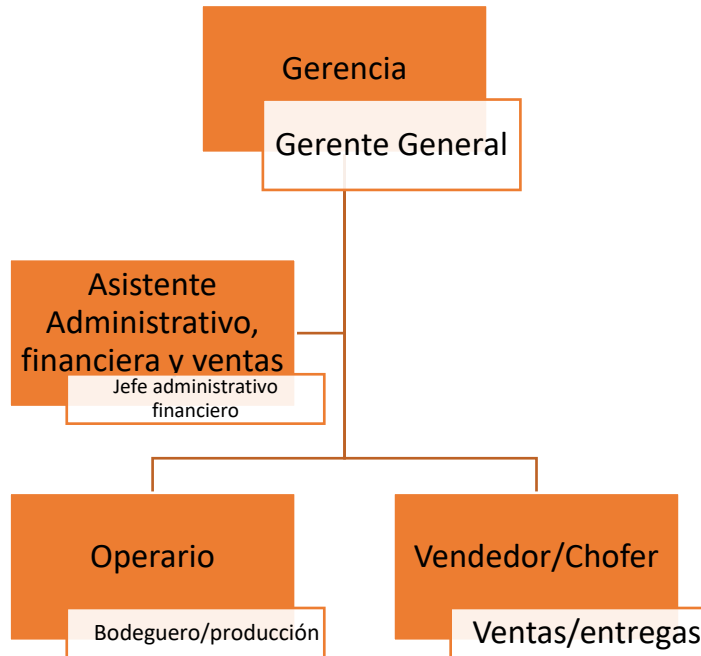 Gerencia
Gerente General
Asistente
Administrativo,
financiera y ventas
Jefe administrativo
financiero
Operario
Bodeguero/producción
Vendedor/Chofer
Ventas/entregas